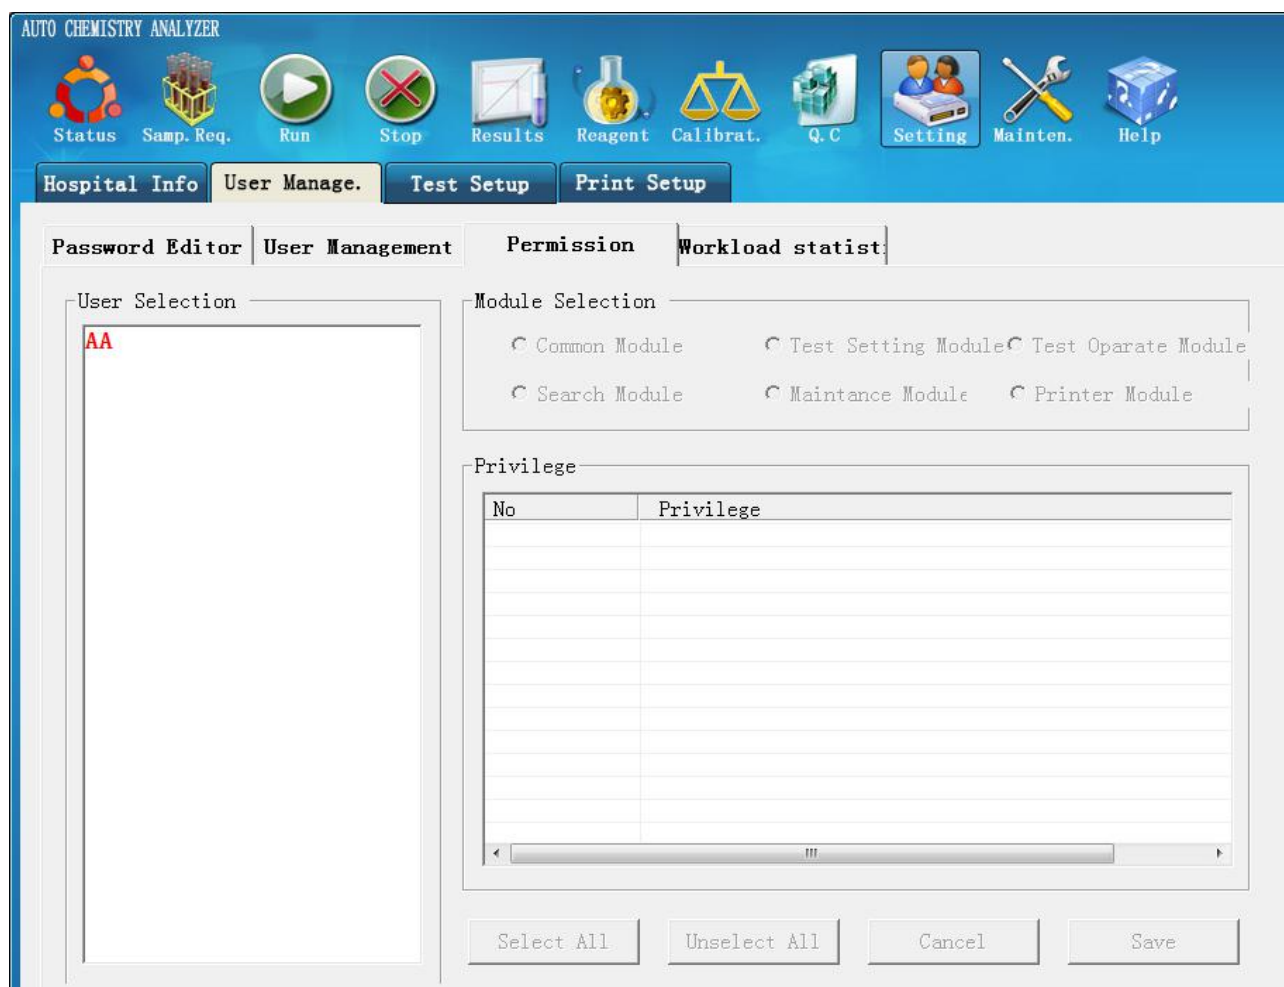 AUTO CHEMISTRY ANALYZER
Status Samp.Req. Run Stop Results Reagent Calibrat. Q.C Setting Mainten. Help
Hospital Info User Manage. Test Setup Print Setup
Password Editor User Management Permission Workload statist
User Selection
AA
Module Selection
Common Module Test Setting Module Test Oparate Module
Search Module Maintance Module Printer Module
Privilege
No Privilege
Select All Unselect All Cancel Save